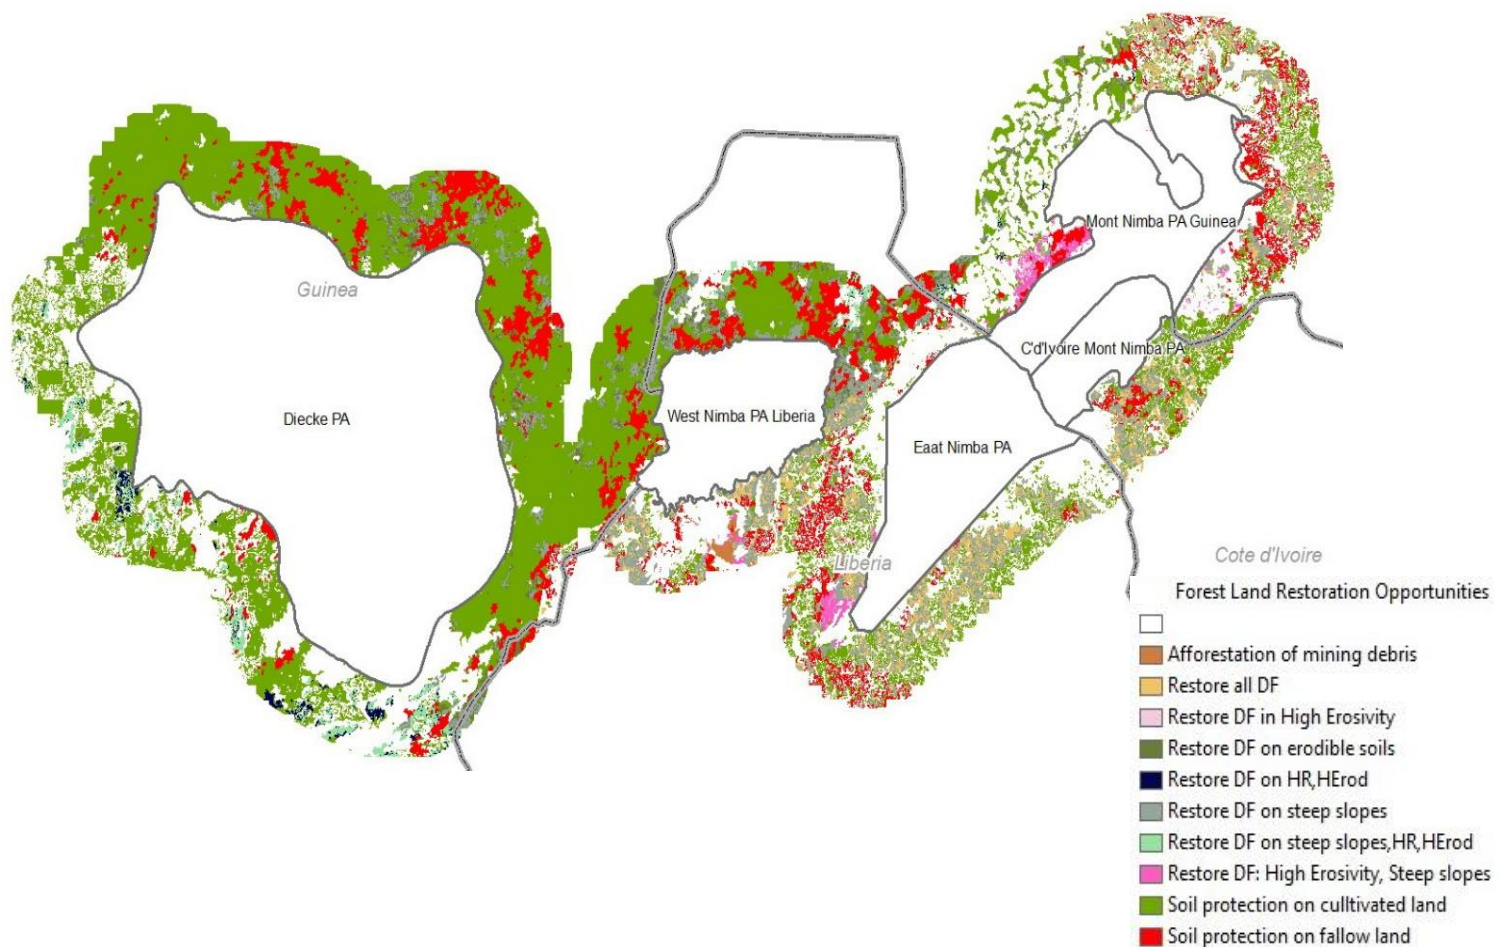 Guinea
Mont Nimba PA Guinea
C'd'Ivoire Mont Nimba PA
Diecke PA
West Nimba PA Liberia
Eaat Nimba PA
Liberia
Cote d'Ivoire
Forest Land Restoration Opportunities
Afforestation of mining debris
Restore all DF
Restore DF in High Erosivity
Restore DF on erodible soils
Restore DF on HR,HErod
Restore DF on steep slopes
Restore DF on steep slopes,HR,HErod
Restore DF: High Erosivity, Steep slopes
Soil protection on culltivated land
Soil protection on fallow land